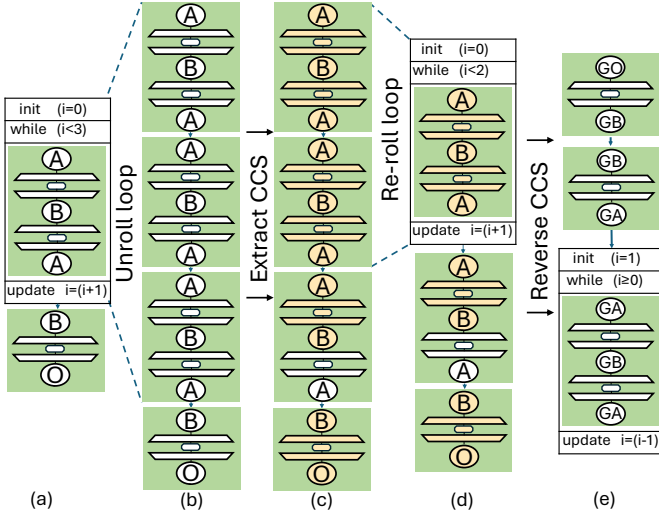 init (i=0)
while (i<3)
A
B
A
update i=(i+1)
B
O
(a)
Unroll loop
A
B
A
A
B
A
A
B
A
B
O
(b)
Extract CCS
A
B
A
A
B
A
A
B
A
B
O
(c)
Re-roll loop
init (i=0)
while (i<2)
A
B
A
update i=(i+1)
A
B
A
B
O
(d)
Reverse CCS
GO
GB
GB
GA
init (i=1)
while (i≥0)
GA
GB
GA
update i=(i-1)
(e)